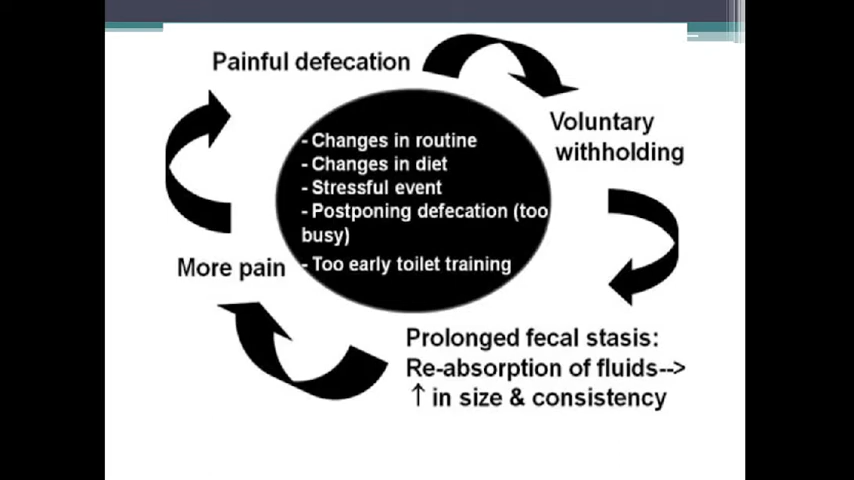 Painful defecation
Voluntary
withholding
- Changes in routine
- Changes in diet
- Stressful event
- Postponing defecation (too
busy)
- Too early toilet training
More pain
Prolonged fecal stasis:
Re-absorption of fluids-->
↑ in size & consistency